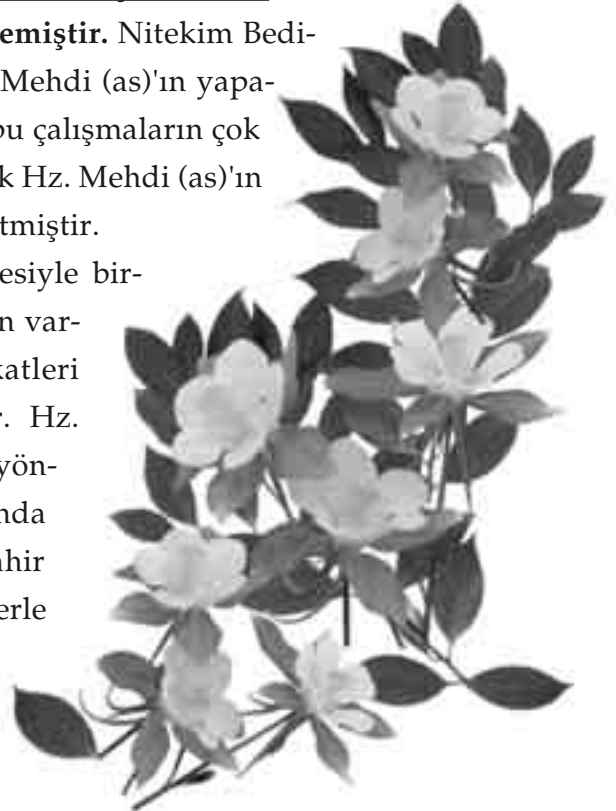 emiştir. Nitekim Bedi-
Mehdi (as)'ın yapa-
bu çalışmaların çok
k Hz. Mehdi (as)'ın
tmiştir.
esiyle bir-
n var-
katleri
r. Hz.
yön-
nda
hir
erle